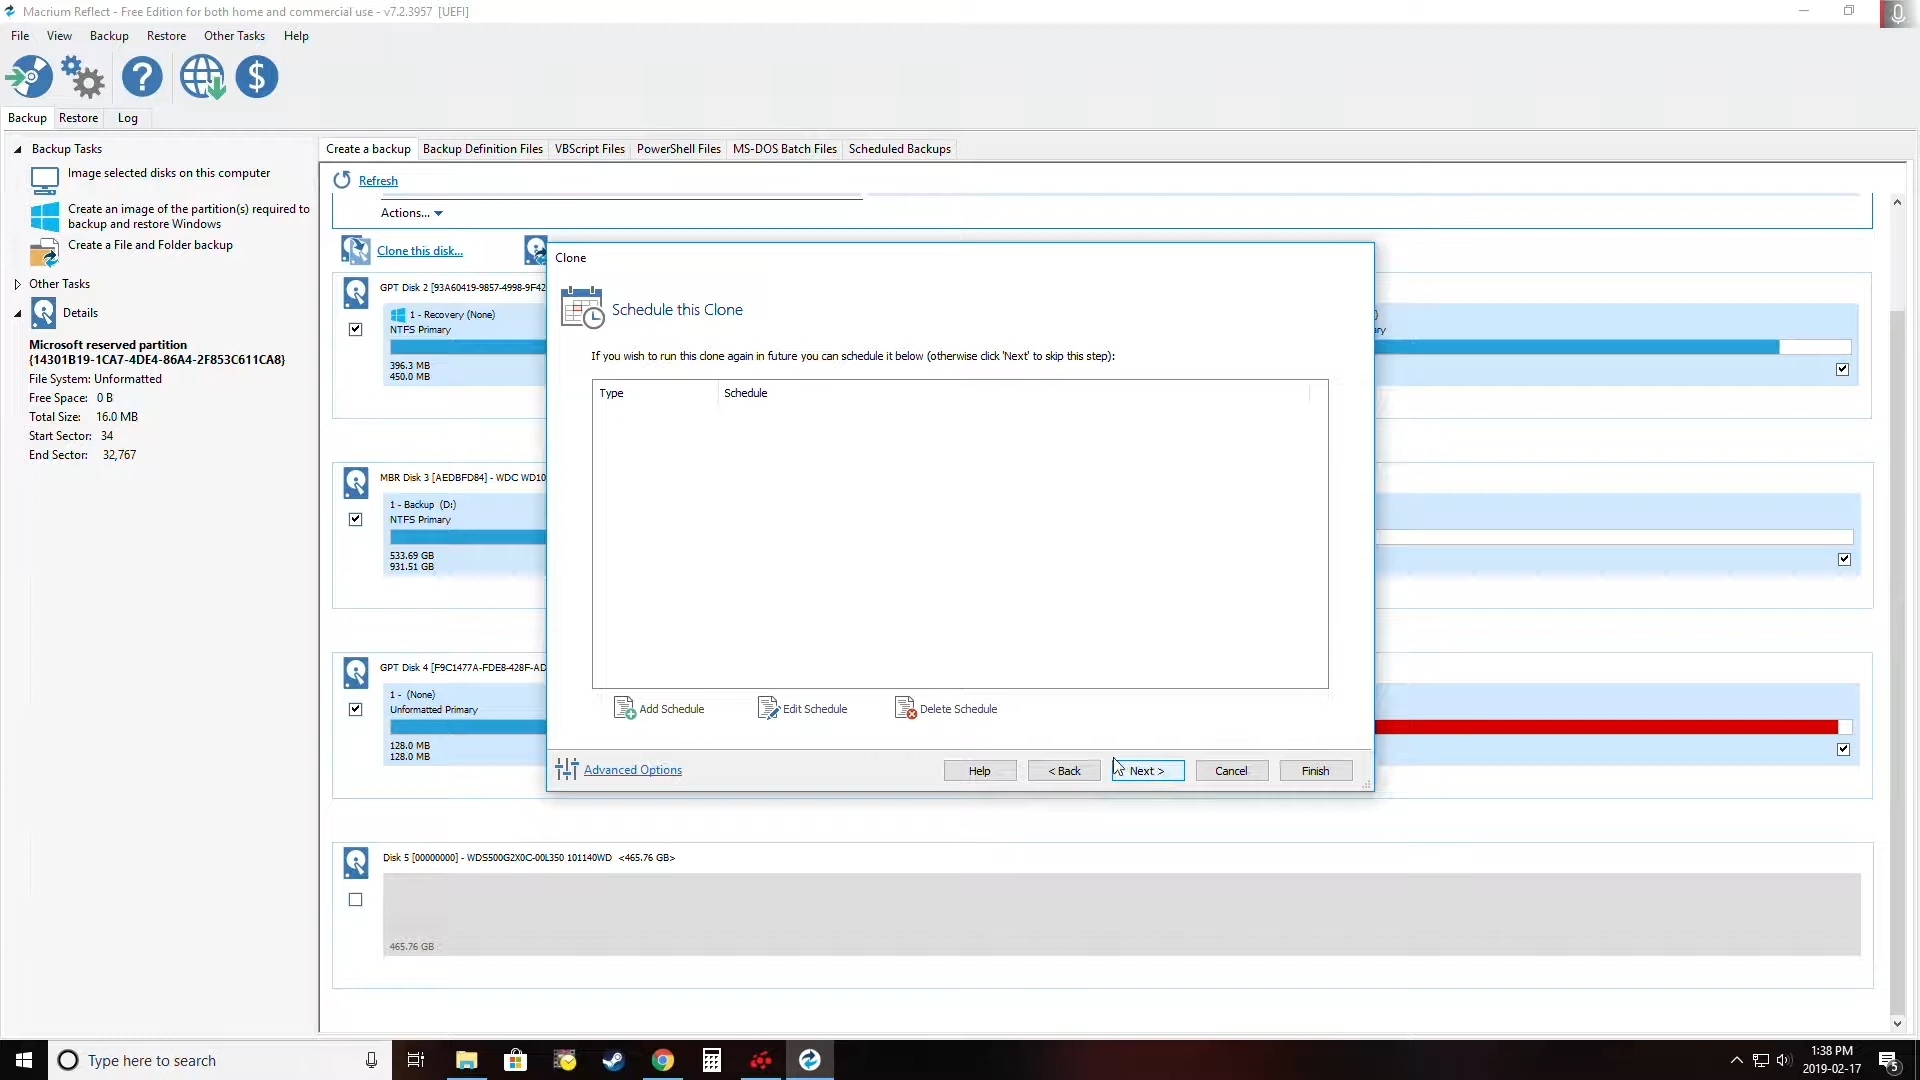 Macrium Reflect - Free Edition for both home and commercial use - v7.2.3957 [UEFI]
File View Backup Restore Other Tasks Help
Backup Restore Log
Backup Tasks
Image selected disks on this computer
Create an image of the partition(s) required to
backup and restore Windows
Create a File and Folder backup
Other Tasks
Details
Microsoft reserved partition
{14301B19-1CA7-4DE4-86A4-2F853C611CA8}
File System: Unformatted
Free Space: 0 B
Total Size: 16.0 MB
Start Sector: 34
End Sector: 32,767
Create a backup Backup Definition Files VBScript Files PowerShell Files MS-DOS Batch Files Scheduled Backups
Refresh
Actions...
Clone this disk...
GPT Disk 2 [93A60419-9857-4998-9F42
1 - Recovery (None)
NTFS Primary
396.3 MB
450.0 MB
MBR Disk 3 [AEDBFD84] - WDC WD10
1 - Backup (D:)
NTFS Primary
533.69 GB
931.51 GB
GPT Disk 4 [F9C1477A-FDE8-428F-AD
1 - (None)
Unformatted Primary
128.0 MB
128.0 MB
Disk 5 [00000000] - WDS500G2X0C-00L350 101140WD <465.76 GB>
465.76 GB
Clone
Schedule this Clone
If you wish to run this clone again in future you can schedule it below (otherwise click 'Next' to skip this step):
Type Schedule
Add Schedule Edit Schedule Delete Schedule
Advanced Options Help < Back Next > Cancel Finish
Type here to search
1:38 PM
2019-02-17
5